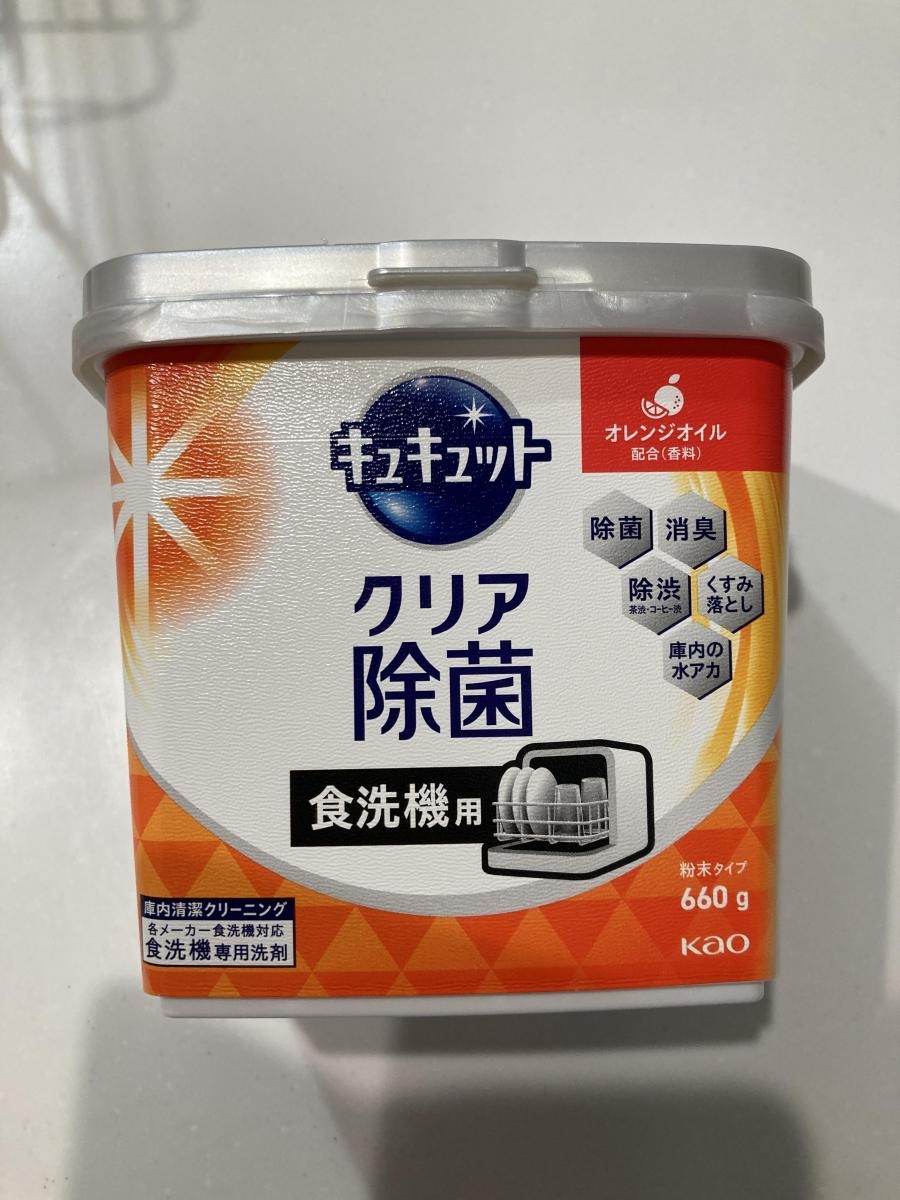 オレンジオイル
配合(香料)
キュキュット
除菌
消臭
除渋
茶渋・コーヒー渋
くすみ
落とし
庫内の
水アカ
クリア
除菌
食洗機用
粉末タイプ
660 g
Kao
庫内清潔クリーニング
各メーカー食洗機対応
食洗機専用洗剤